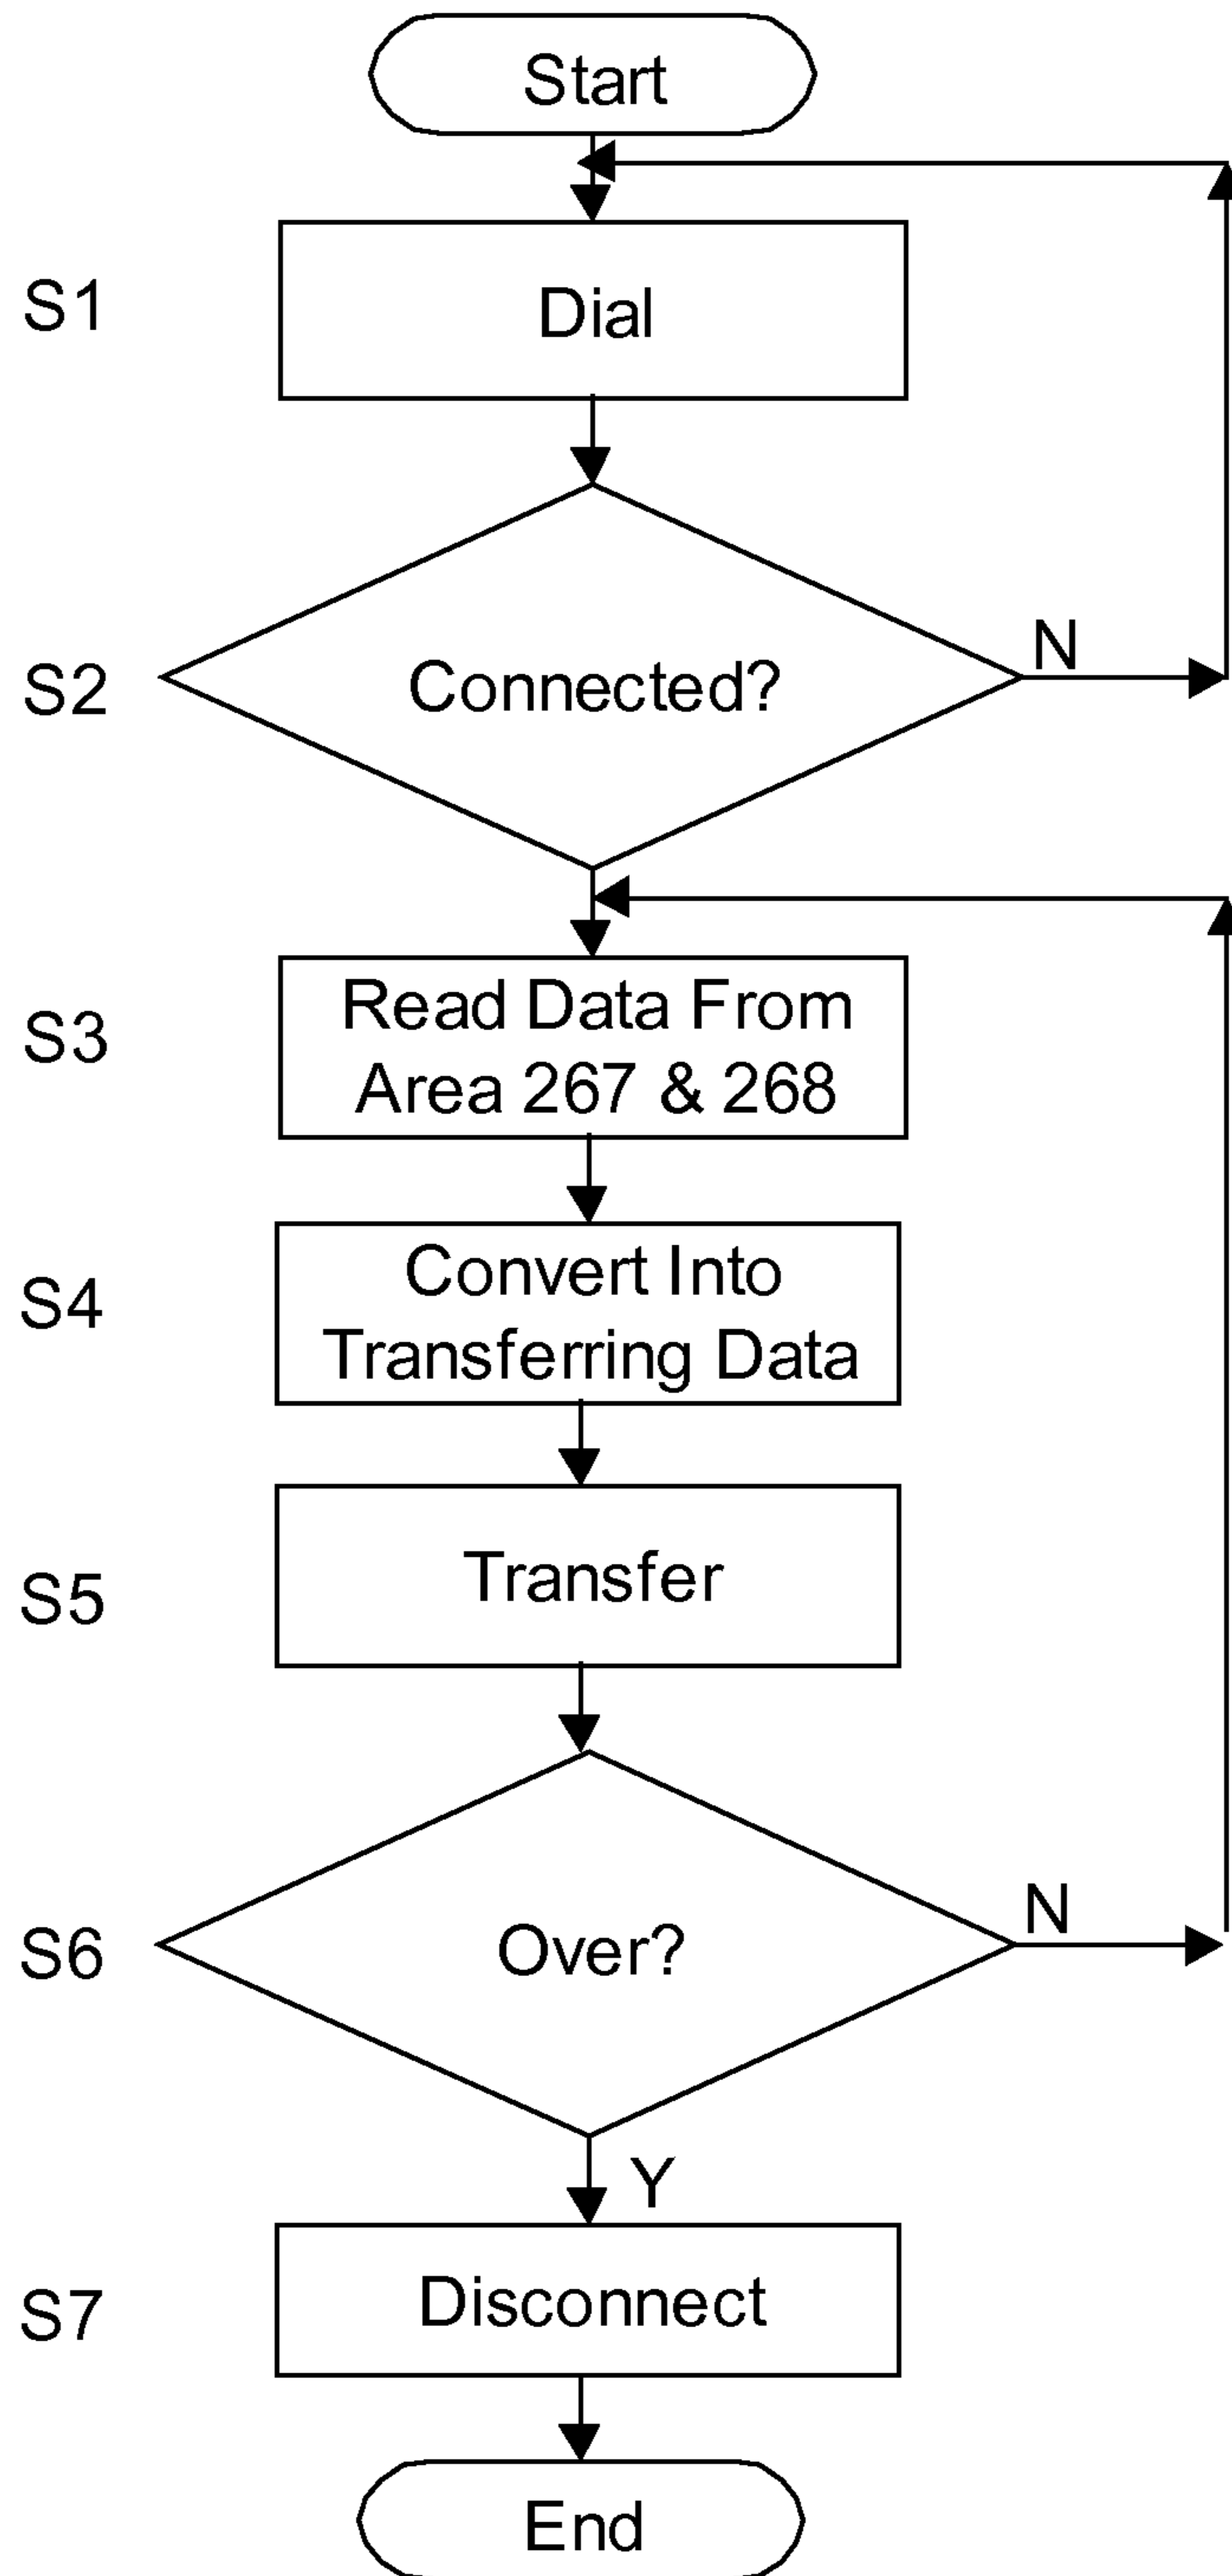 Start
S1
Dial
S2
Connected?
N
S3
Read Data From
Area 267 & 268
S4
Convert Into
Transferring Data
S5
Transfer
S6
Over?
N
Y
S7
Disconnect
End